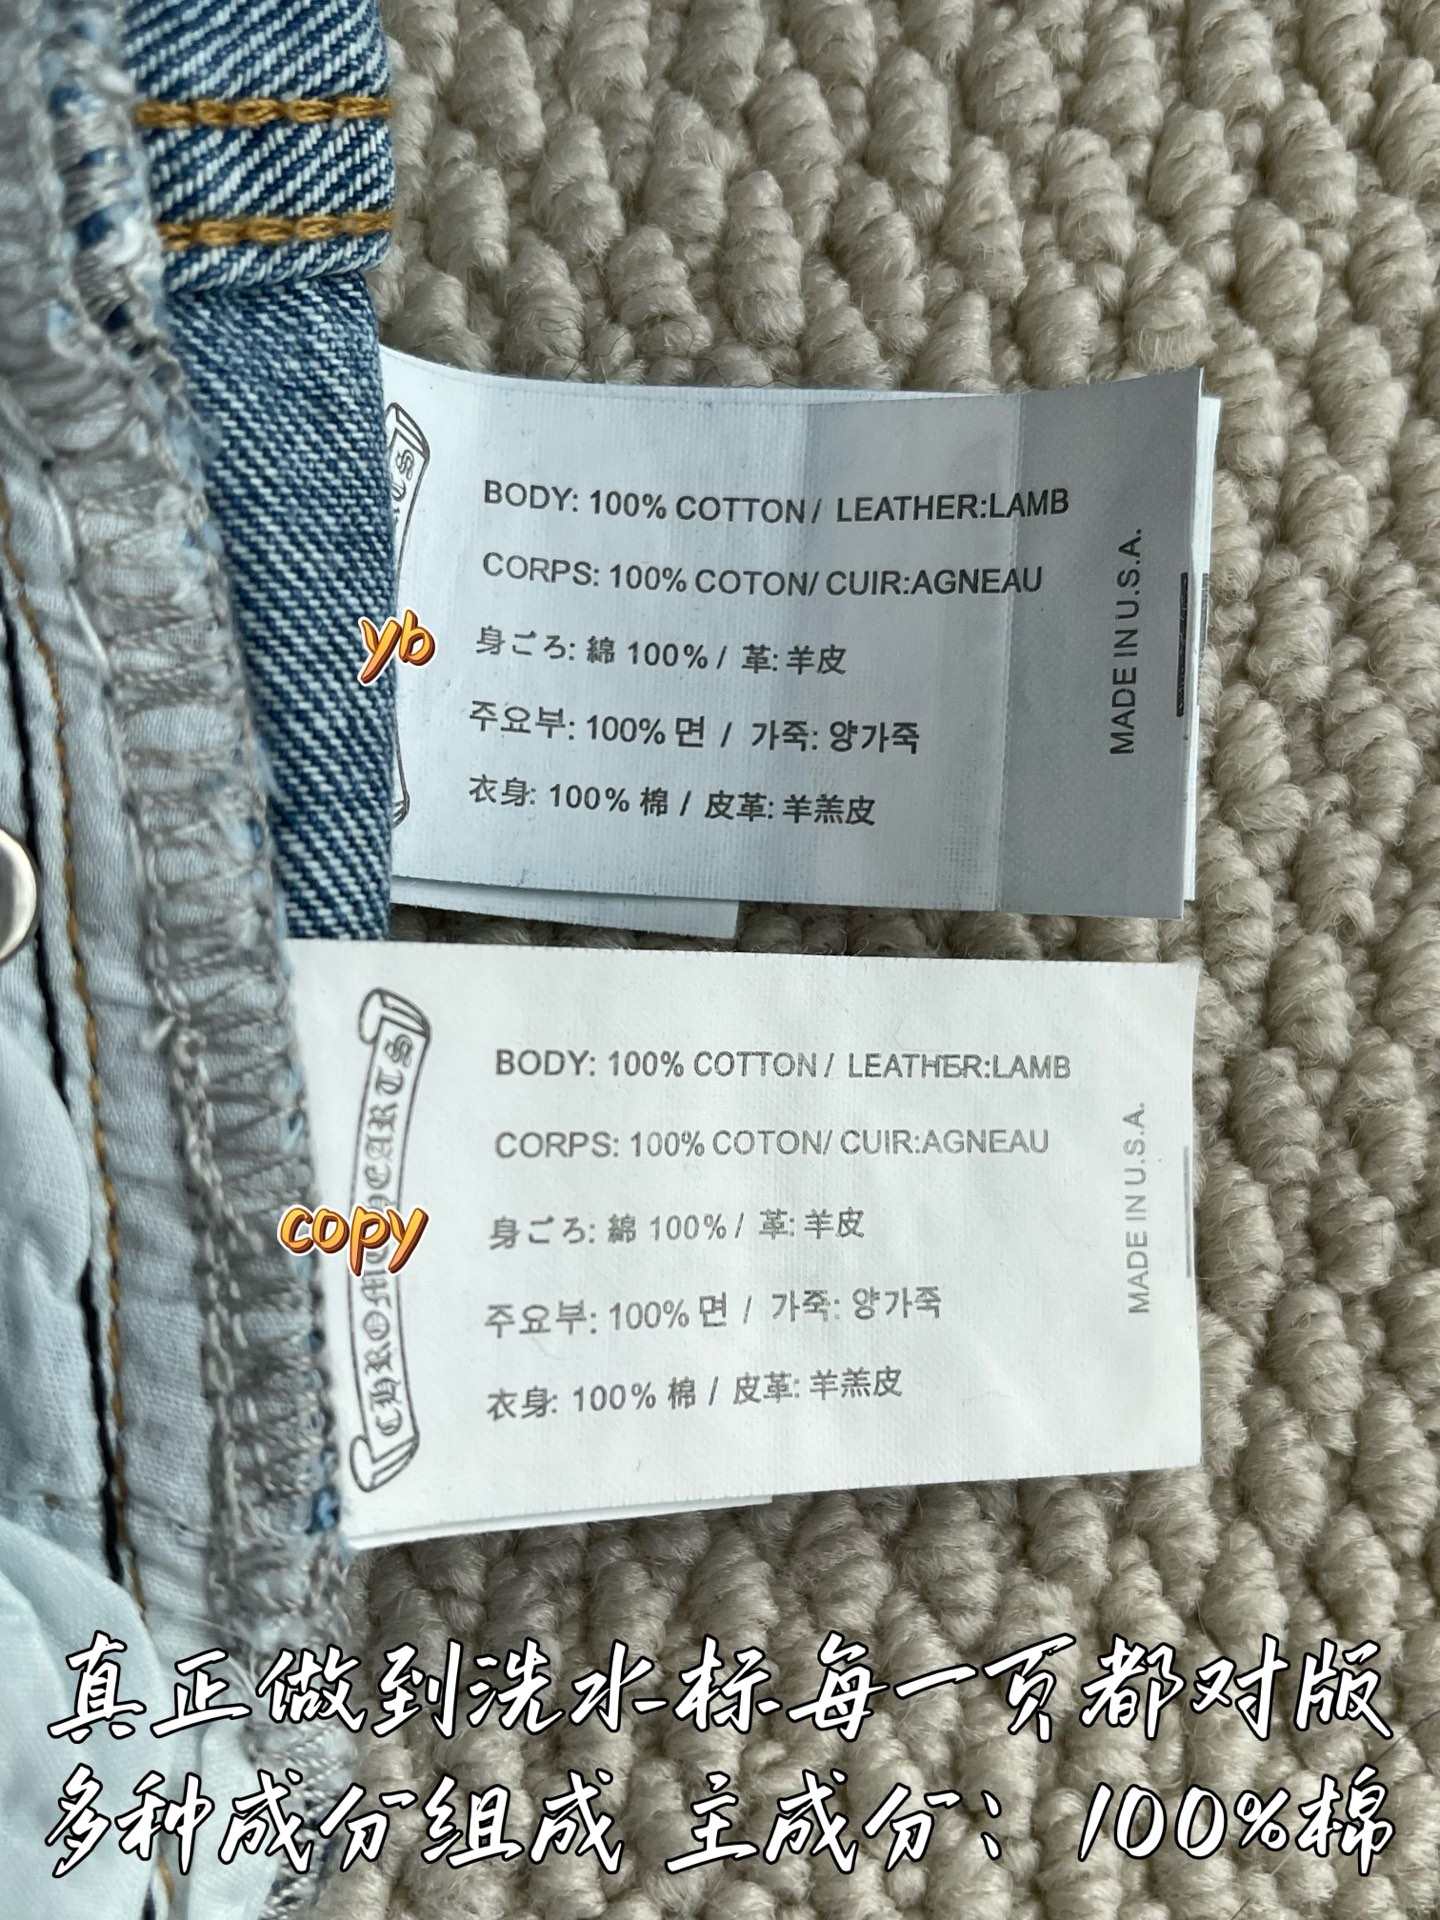 BODY: 100% COTTON / LEATHER:LAMB
CORPS: 100% COTON/ CUIR:AGNEAU
身ごろ: 綿 100% / 革: 羊皮
주요부: 100% 면 / 가죽: 양가죽
衣身: 100% 棉 / 皮革: 羊羔皮
MADE IN U.S.A.
yb
CHROME HEARTS
BODY: 100% COTTON / LEATHER:LAMB
CORPS: 100% COTON/ CUIR:AGNEAU
身ごろ: 綿 100% / 革: 羊皮
주요부: 100% 면 / 가죽: 양가죽
衣身: 100% 棉 / 皮革: 羊羔皮
MADE IN U.S.A.
copy
真正做到洗水标每一页都对版
多种成分组成 主成分：100%棉